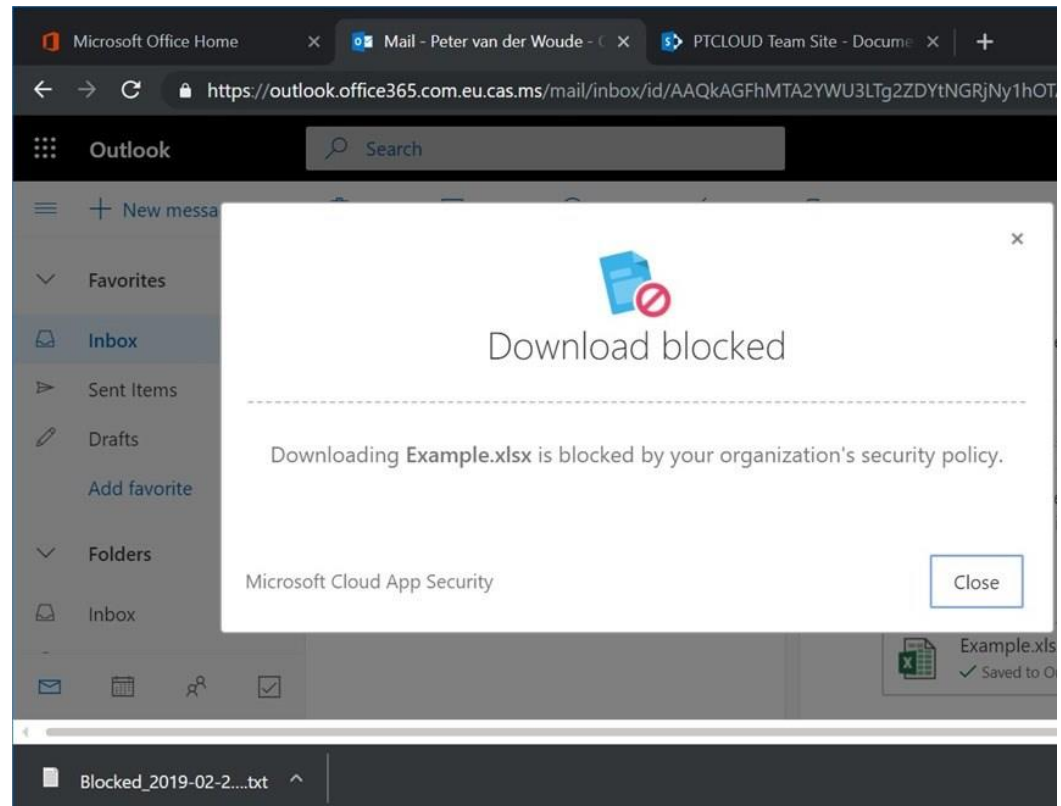 Microsoft Office Home
Mail - Peter van der Woude -
PTCLOUD Team Site - Docume
https://outlook.office365.com.eu.cas.ms/mail/inbox/id/AAQkAGFhMTA2YWU3LTg2ZDYtNGRjNy1hOTA
Outlook
Search
New messa
Favorites
Inbox
Sent Items
Drafts
Add favorite
Folders
Inbox
Download blocked
Downloading Example.xlsx is blocked by your organization's security policy.
Microsoft Cloud App Security
Close
Example.xls
Saved to O
Blocked_2019-02-2....txt